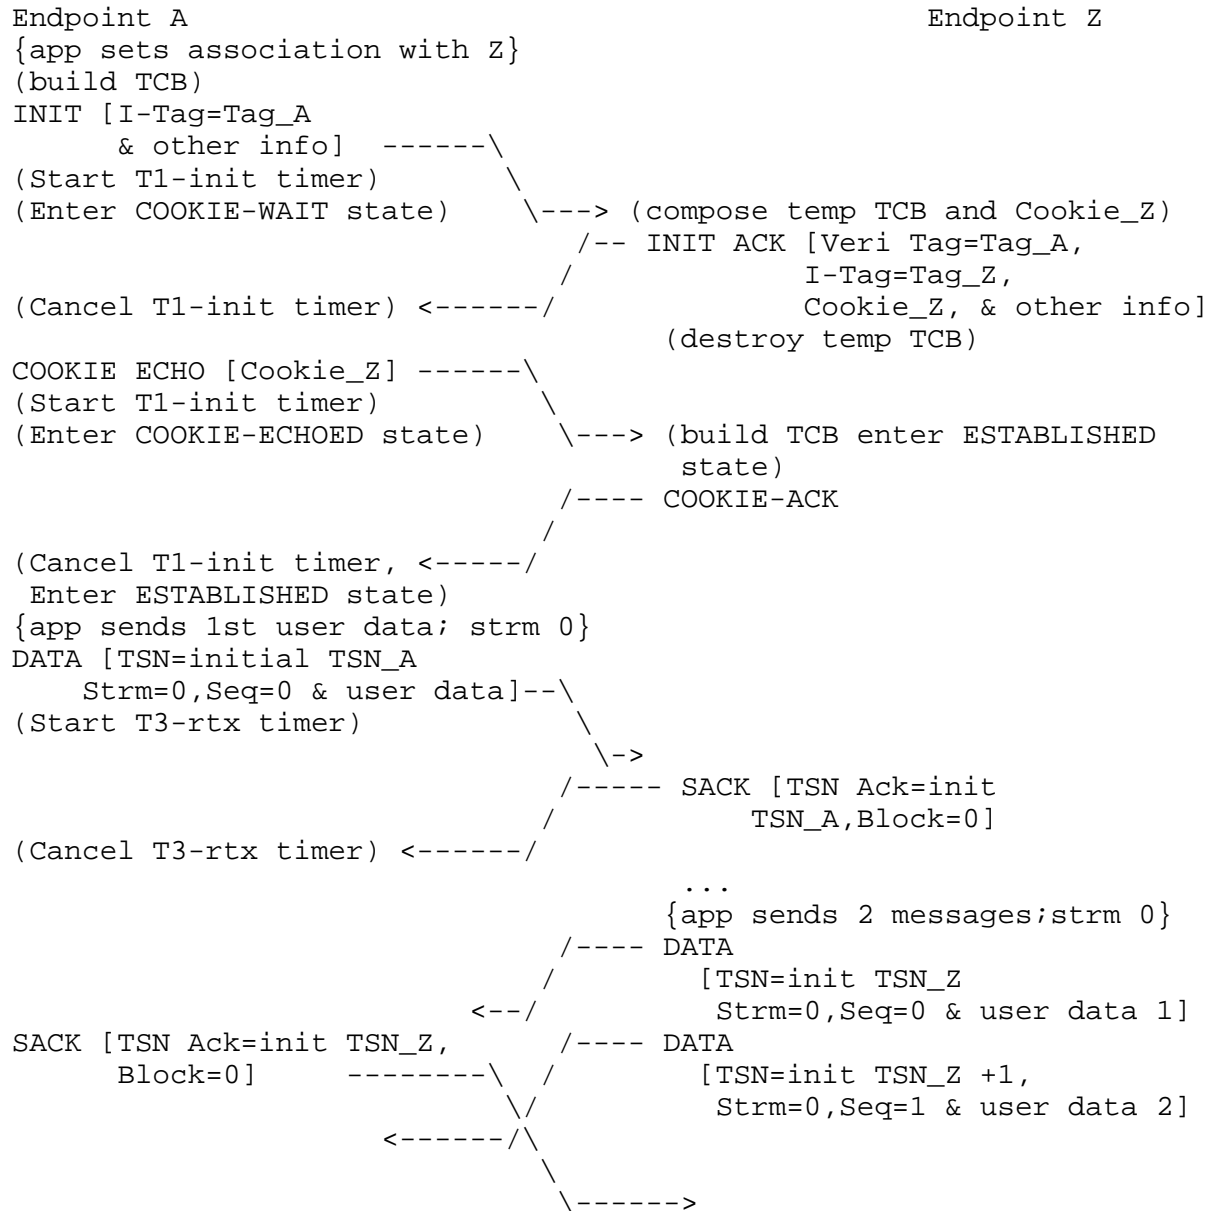 Endpoint A                                          Endpoint Z
{app sets association with Z}
(build TCB)
INIT [I-Tag=Tag_A
      & other info]  ------\
(Start T1-init timer)       \
(Enter COOKIE-WAIT state)    \---> (compose temp TCB and Cookie_Z)
                                /-- INIT ACK [Veri Tag=Tag_A,
                               /             I-Tag=Tag_Z,
(Cancel T1-init timer) <------/              Cookie_Z, & other info]
                                     (destroy temp TCB)
COOKIE ECHO [Cookie_Z] ------\
(Start T1-init timer)         \
(Enter COOKIE-ECHOED state)    \---> (build TCB enter ESTABLISHED
                                      state)
                               /---- COOKIE-ACK
                              /
(Cancel T1-init timer, <-----/
 Enter ESTABLISHED state)
{app sends 1st user data; strm 0}
DATA [TSN=initial TSN_A
    Strm=0,Seq=0 & user data]--\
(Start T3-rtx timer)            \
                                 \->
                               /----- SACK [TSN Ack=init
                              /           TSN_A,Block=0]
(Cancel T3-rtx timer) <------/
                                      ...
                                     {app sends 2 messages;strm 0}
                               /---- DATA
                              /        [TSN=init TSN_Z
                          <--/          Strm=0,Seq=0 & user data 1]
SACK [TSN Ack=init TSN_Z,      /---- DATA
      Block=0]     --------\  /        [TSN=init TSN_Z +1,
                            \/          Strm=0,Seq=1 & user data 2]
                     <------/\
                              \
                               \------>